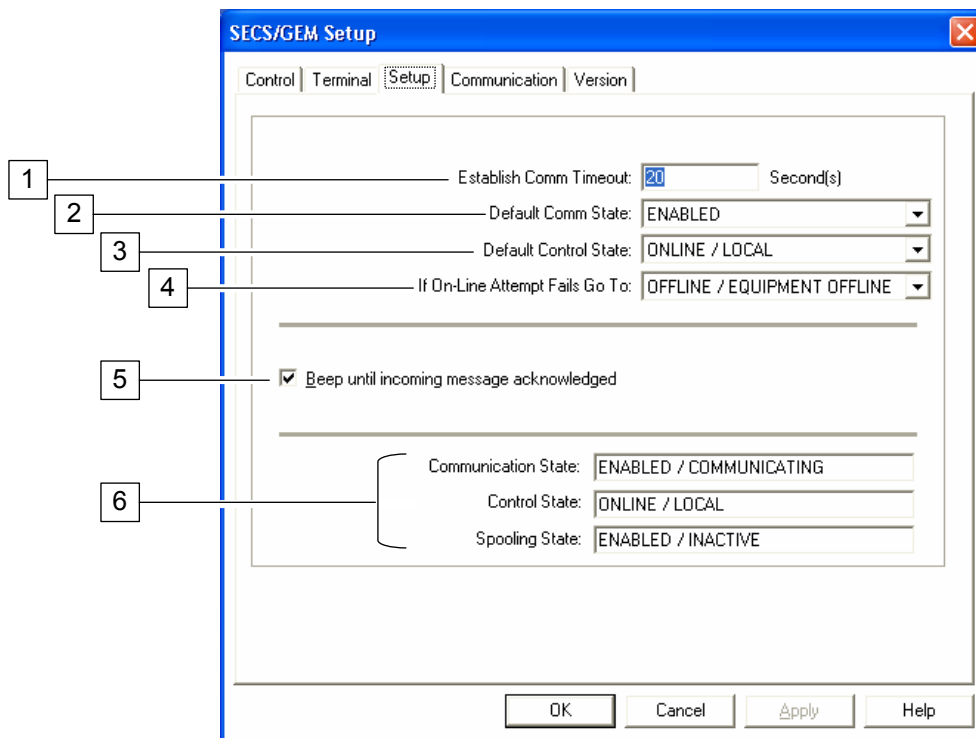 SECS/GEM Setup
Control Terminal Setup Communication Version
1 Establish Comm Timeout: 20 Second(s)
2 Default Comm State: ENABLED
3 Default Control State: ONLINE / LOCAL
4 If On-Line Attempt Fails Go To: OFFLINE / EQUIPMENT OFFLINE
5 Beep until incoming message acknowledged
Communication State: ENABLED / COMMUNICATING
6 Control State: ONLINE / LOCAL
Spooling State: ENABLED / INACTIVE
OK Cancel Apply Help